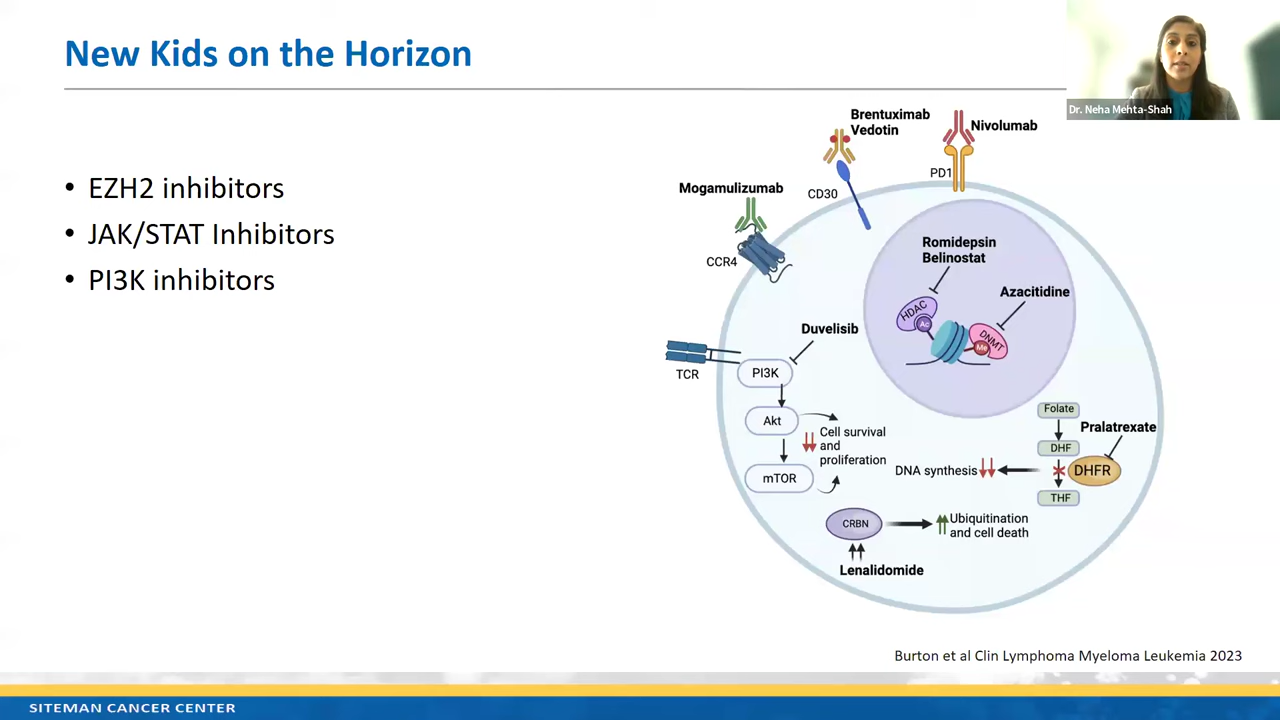 New Kids on the Horizon
Dr. Neha Mehta-Shah
• EZH2 inhibitors
• JAK/STAT Inhibitors
• PI3K inhibitors
Brentuximab
Vedotin
Nivolumab
PD1
CD30
Mogamulizumab
CCR4
Romidepsin
Belinostat
Azacitidine
HDAC
Ac
DNMT
Me
Duvelisib
TCR
PI3K
Akt
Cell survival
and
proliferation
mTOR
Folate
Pralatrexate
DHF
DNA synthesis
DHFR
THF
CRBN
Ubiquitination
and cell death
Lenalidomide
Burton et al Clin Lymphoma Myeloma Leukemia 2023
SITEMAN CANCER CENTER